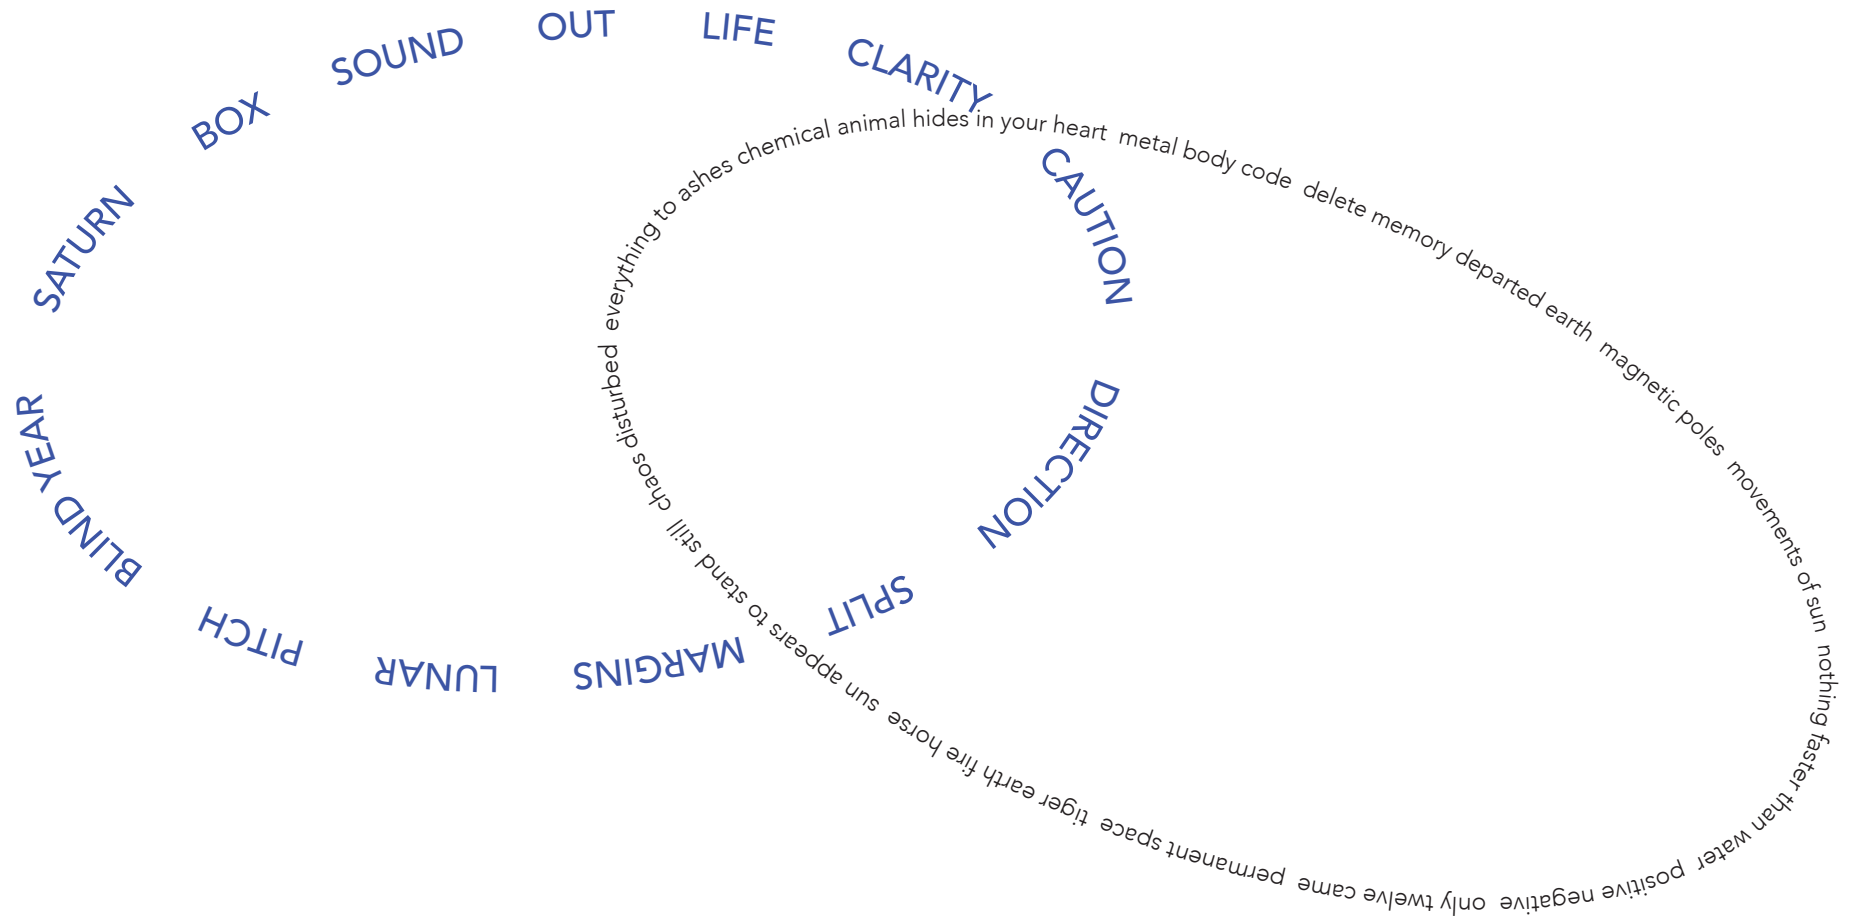 SATURN BOX SOUND OUT LIFE CLARITY CAUTION DIRECTION SPLIT MARGINS LUNAR PITCH BLIND YEAR
everything to ashes chemical animal hides in your heart metal body code delete memory departed earth magnetic poles movements of sun nothing faster than water positive negative only twelve came permanent space tiger earth fire horse sun appears to stand still chaos disturbed